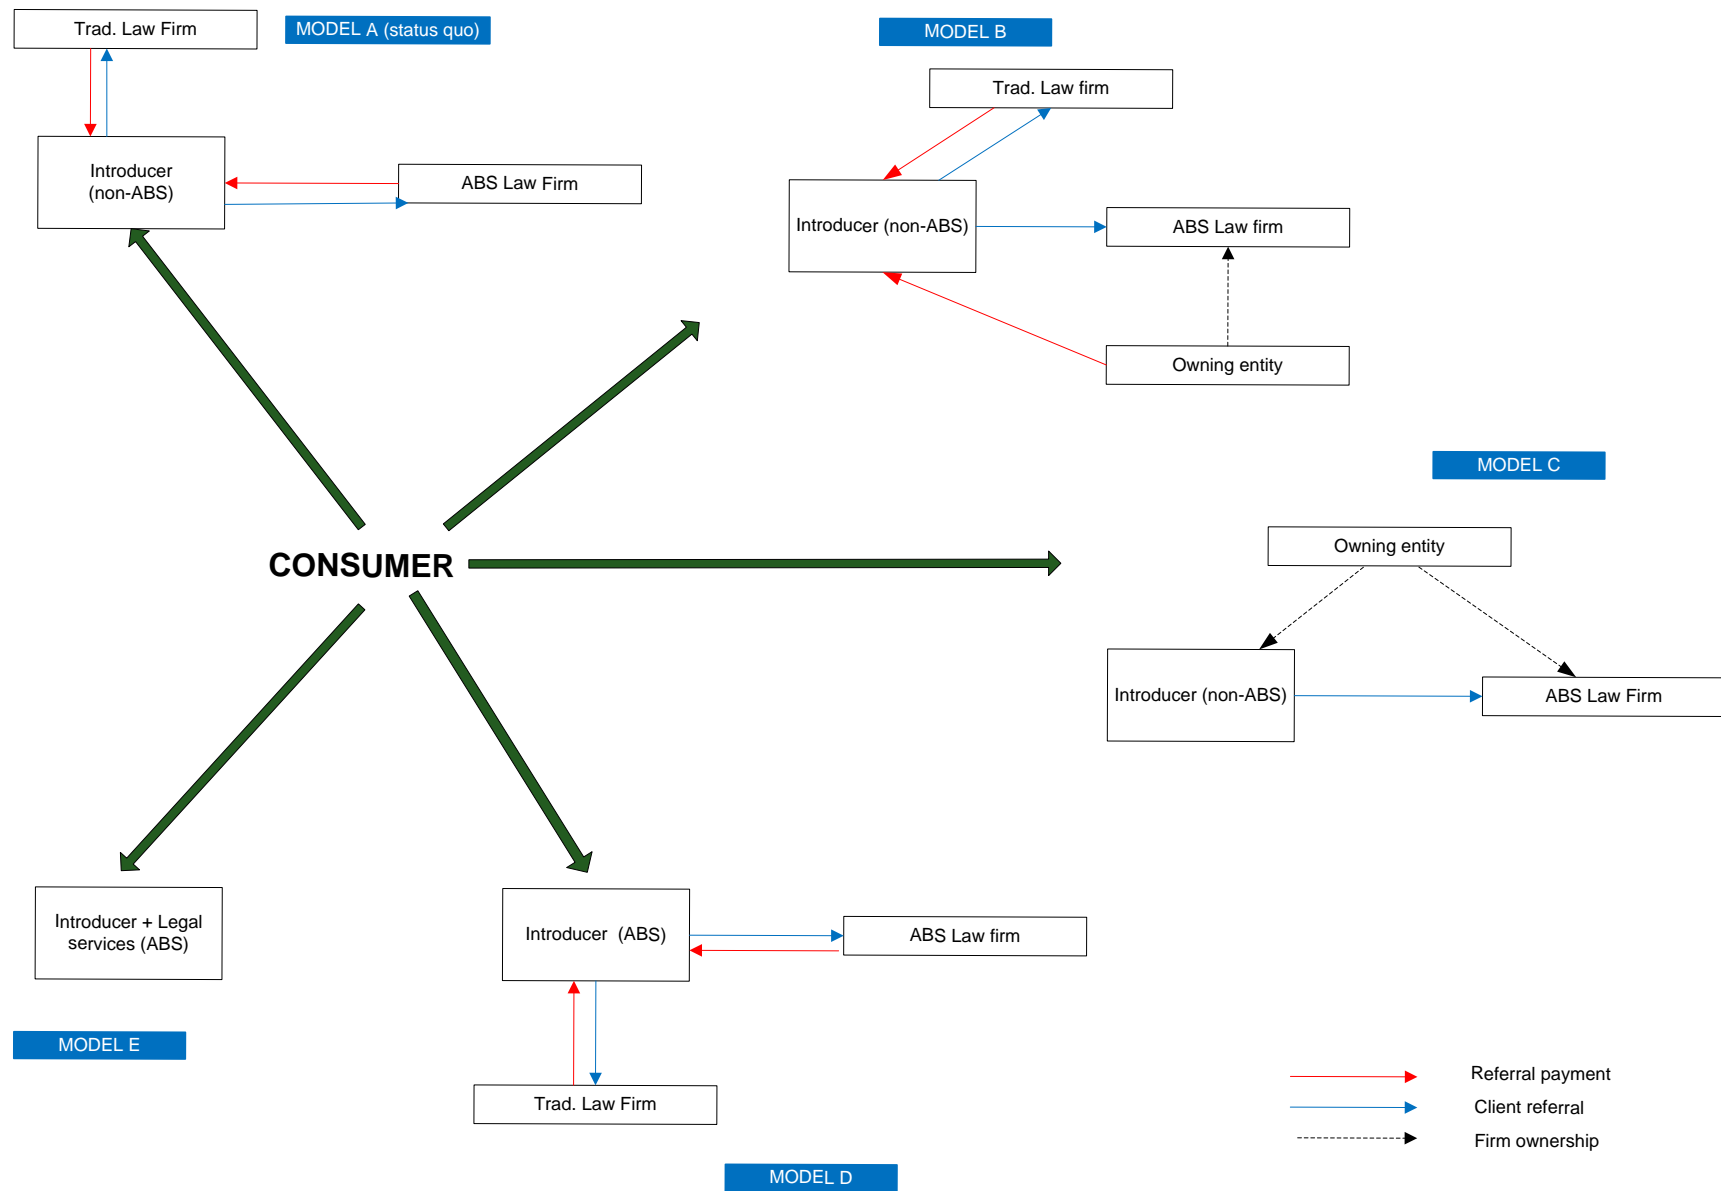 Trad. Law Firm
MODEL A (status quo)
Introducer
(non-ABS)
ABS Law Firm
MODEL B
Trad. Law firm
Introducer (non-ABS)
ABS Law firm
Owning entity
MODEL C
Owning entity
Introducer (non-ABS)
ABS Law Firm
CONSUMER
Introducer + Legal
services (ABS)
MODEL E
Introducer (ABS)
ABS Law firm
Trad. Law Firm
MODEL D
Referral payment
Client referral
Firm ownership